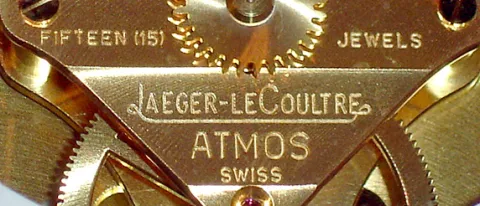 FIFTEEN (15) JEWELS
JAEGER-LECOULTRE
ATMOS
SWISS